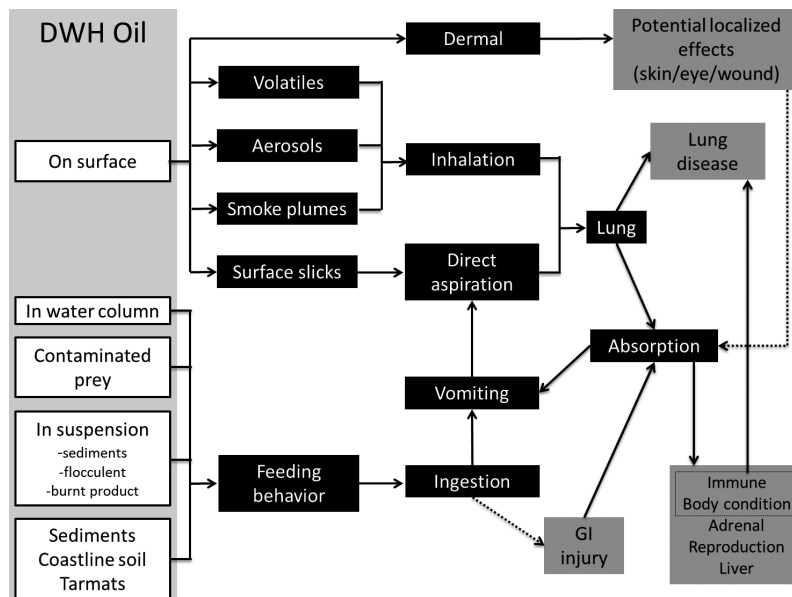 DWH Oil
On surface
In water column
Contaminated
prey
In suspension
-sediments
-flocculent
-burnt product
Sediments
Coastline soil
Tarmats
Volatiles
Aerosols
Smoke plumes
Surface slicks
Feeding
behavior
Dermal
Inhalation
Direct
aspiration
Vomiting
Ingestion
Potential localized
effects
(skin/eye/wound)
Lung
disease
Lung
Absorption
GI
injury
Immune
Body condition
Adrenal
Reproduction
Liver